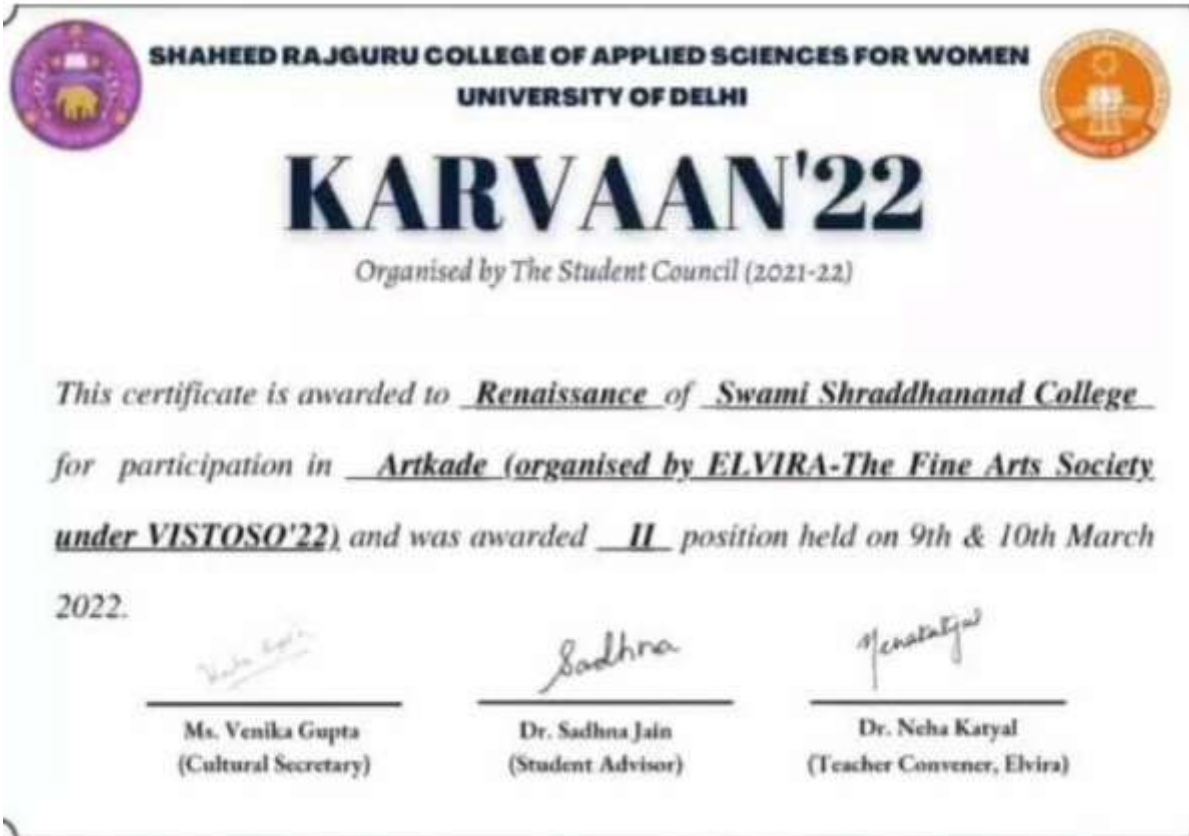 SHAHEED RAJGURU COLLEGE OF APPLIED SCIENCES FOR WOMEN
UNIVERSITY OF DELHI
KARVAAN'22
Organised by The Student Council (2021-22)
This certificate is awarded to Renaissance of Swami Shraddhanand College
for participation in Artkade (organised by ELVIRA-The Fine Arts Society
under VISTOSO'22) and was awarded II position held on 9th & 10th March
2022.
Sadhna
Ms. Venika Gupta
(Cultural Secretary)
Dr. Sadhna Jain
(Student Advisor)
Dr. Neha Katyal
(Teacher Convener, Elvira)